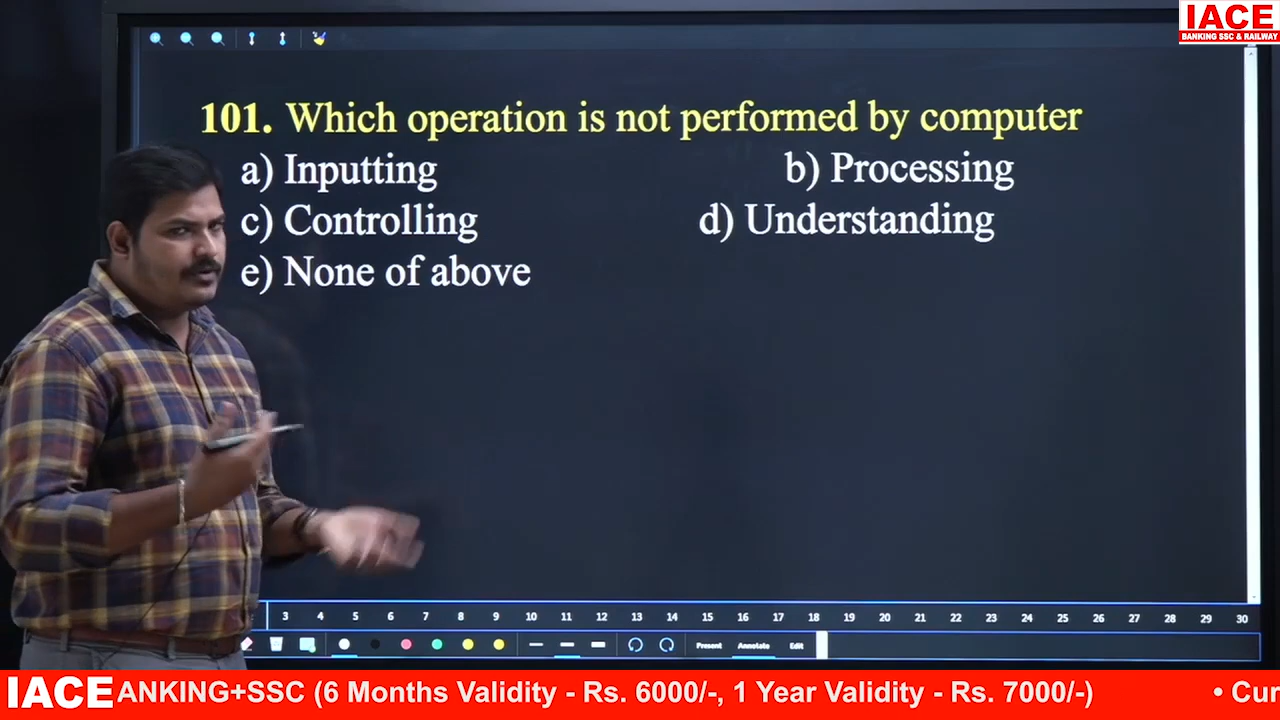 IACE
BANKING SSC & RAILWAY
101. Which operation is not performed by computer
a) Inputting b) Processing
c) Controlling d) Understanding
e) None of above
3 4 5 6 7 8 9 10 11 12 13 14 15 16 17 18 19 20 21 22 23 24 25 26 27 28 29 30
Present Annotate Edit
IACE ANKING+SSC (6 Months Validity - Rs. 6000/-, 1 Year Validity - Rs. 7000/-) • Cur